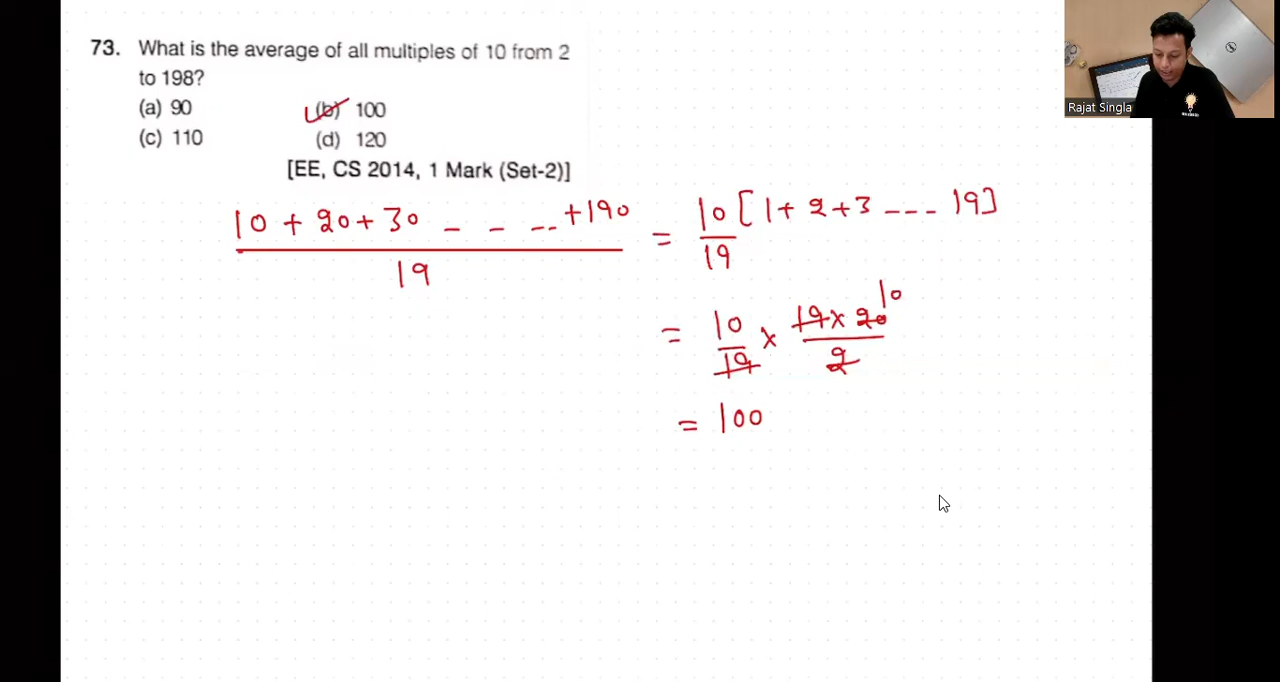 73. What is the average of all multiples of 10 from 2
to 198?
(a) 90 (b) 100
(c) 110 (d) 120
[EE, CS 2014, 1 Mark (Set-2)]
10 + 20 + 30 - - -- +190 / 19 = 10/19 [1+ 2+3 --- 19]
= 10/19 x 19 x 20 10 / 2
= 100
Rajat Singla